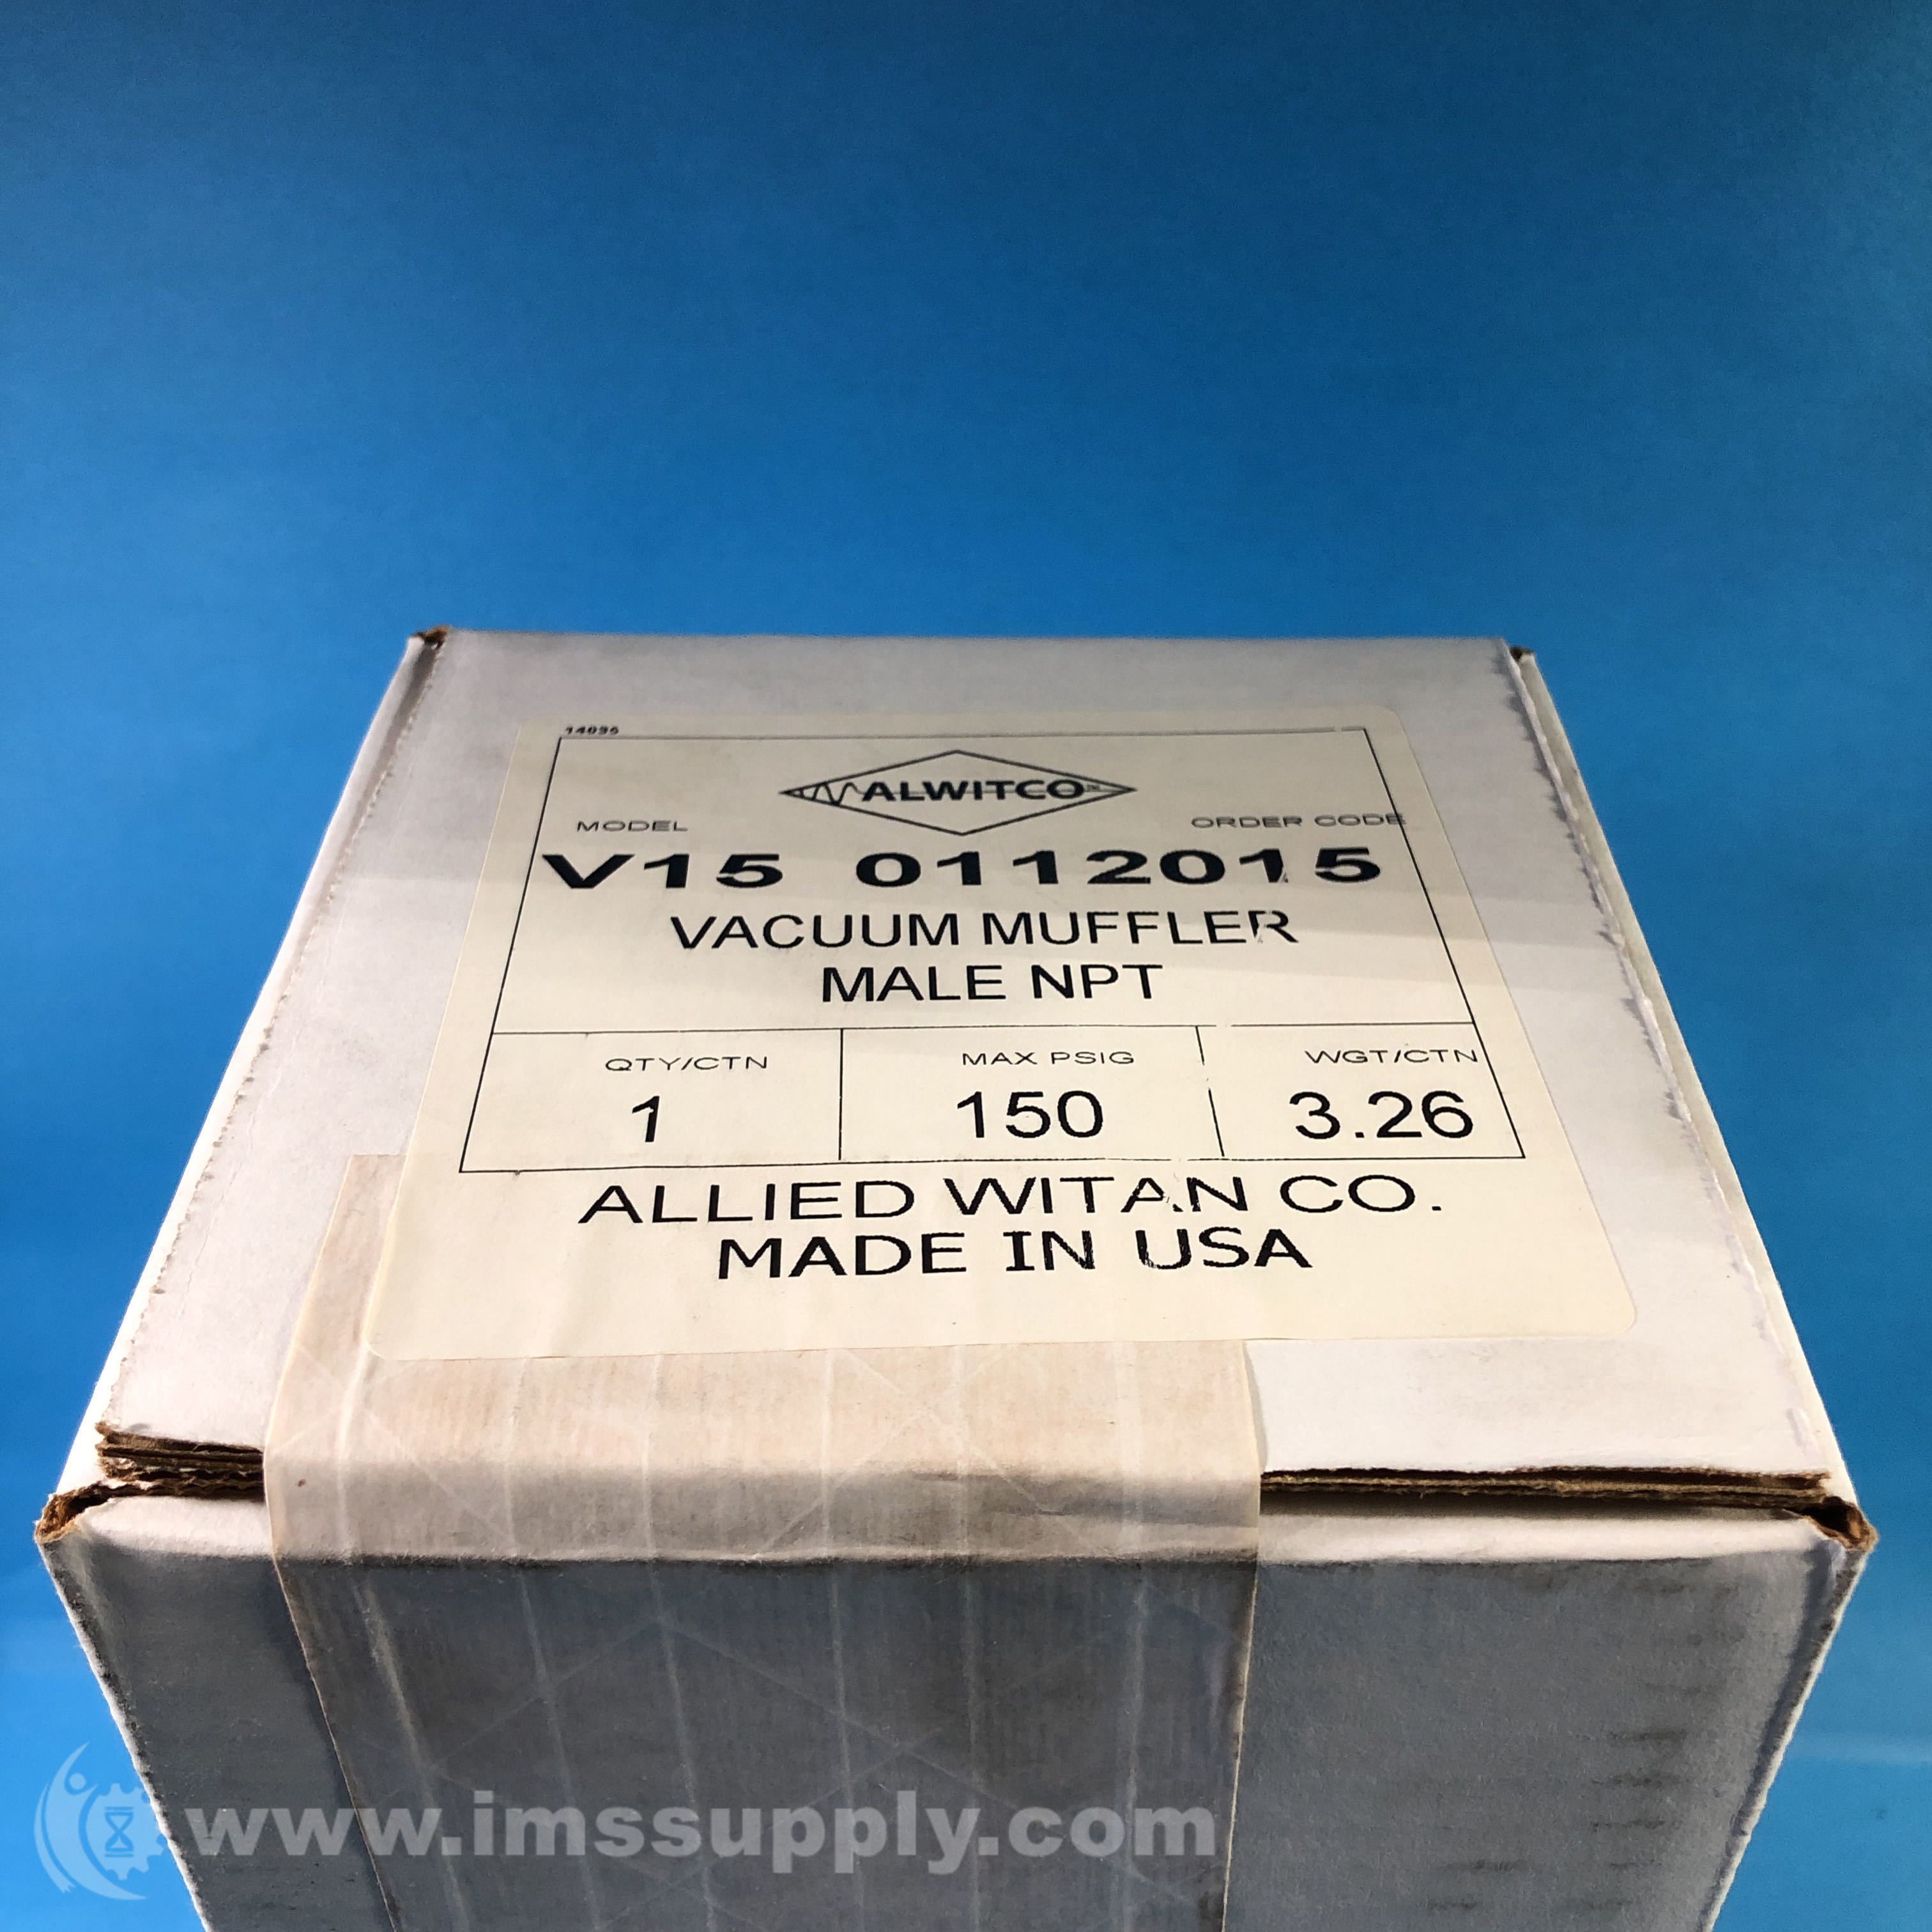 14035
ALWITCO
MODEL ORDER CODE
V15 0112015
VACUUM MUFFLER
MALE NPT
QTY/CTN MAX PSIG WGT/CTN
1 150 3.26
ALLIED WITAN CO.
MADE IN USA
www.imssupply.com